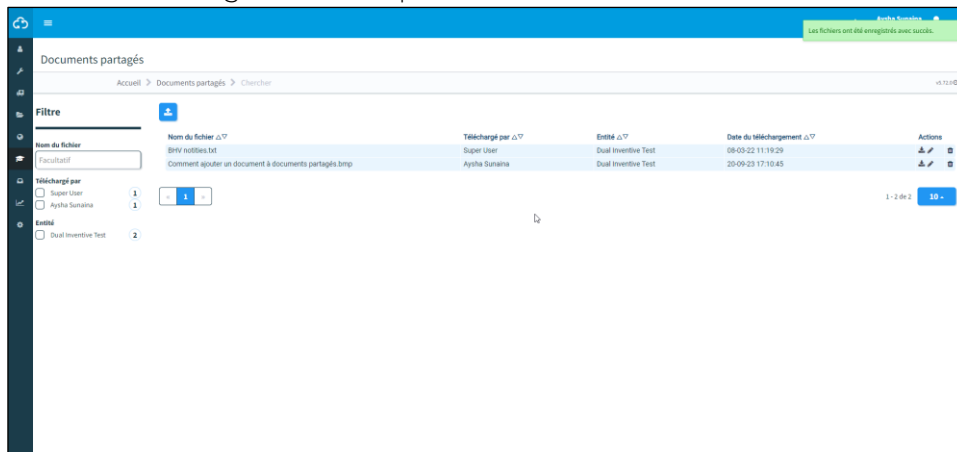 Aysha Sunaina
Les fichiers ont été enregistrés avec succès.
Documents partagés
Accueil > Documents partagés > Chercher
v5.72.0
Filtre
Nom du fichier
Facultatif
Téléchargé par
Super User 1
Aysha Sunaina 1
Entité
Dual Inventive Test 2
Nom du fichier △▽ Téléchargé par △▽ Entité △▽ Date du téléchargement △▽ Actions
BHV notities.txt Super User Dual Inventive Test 08-03-22 11:19:29
Comment ajouter un document à documents partagés.bmp Aysha Sunaina Dual Inventive Test 20-09-23 17:10:45
« 1 »
1 - 2 de 2 10